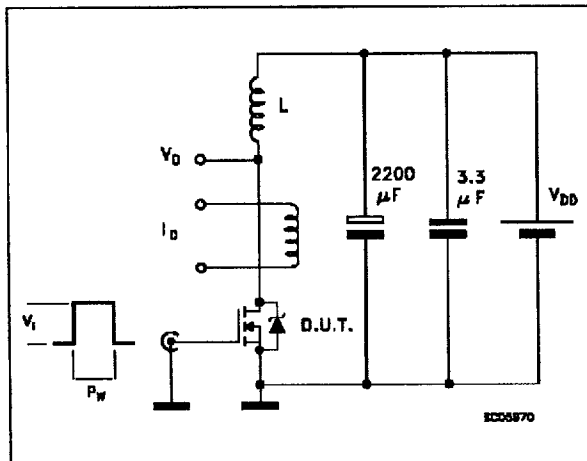 L
V_D
2200
μF
3.3
μF
V_DD
I_D
V_i
D.U.T.
P_W
SC05970